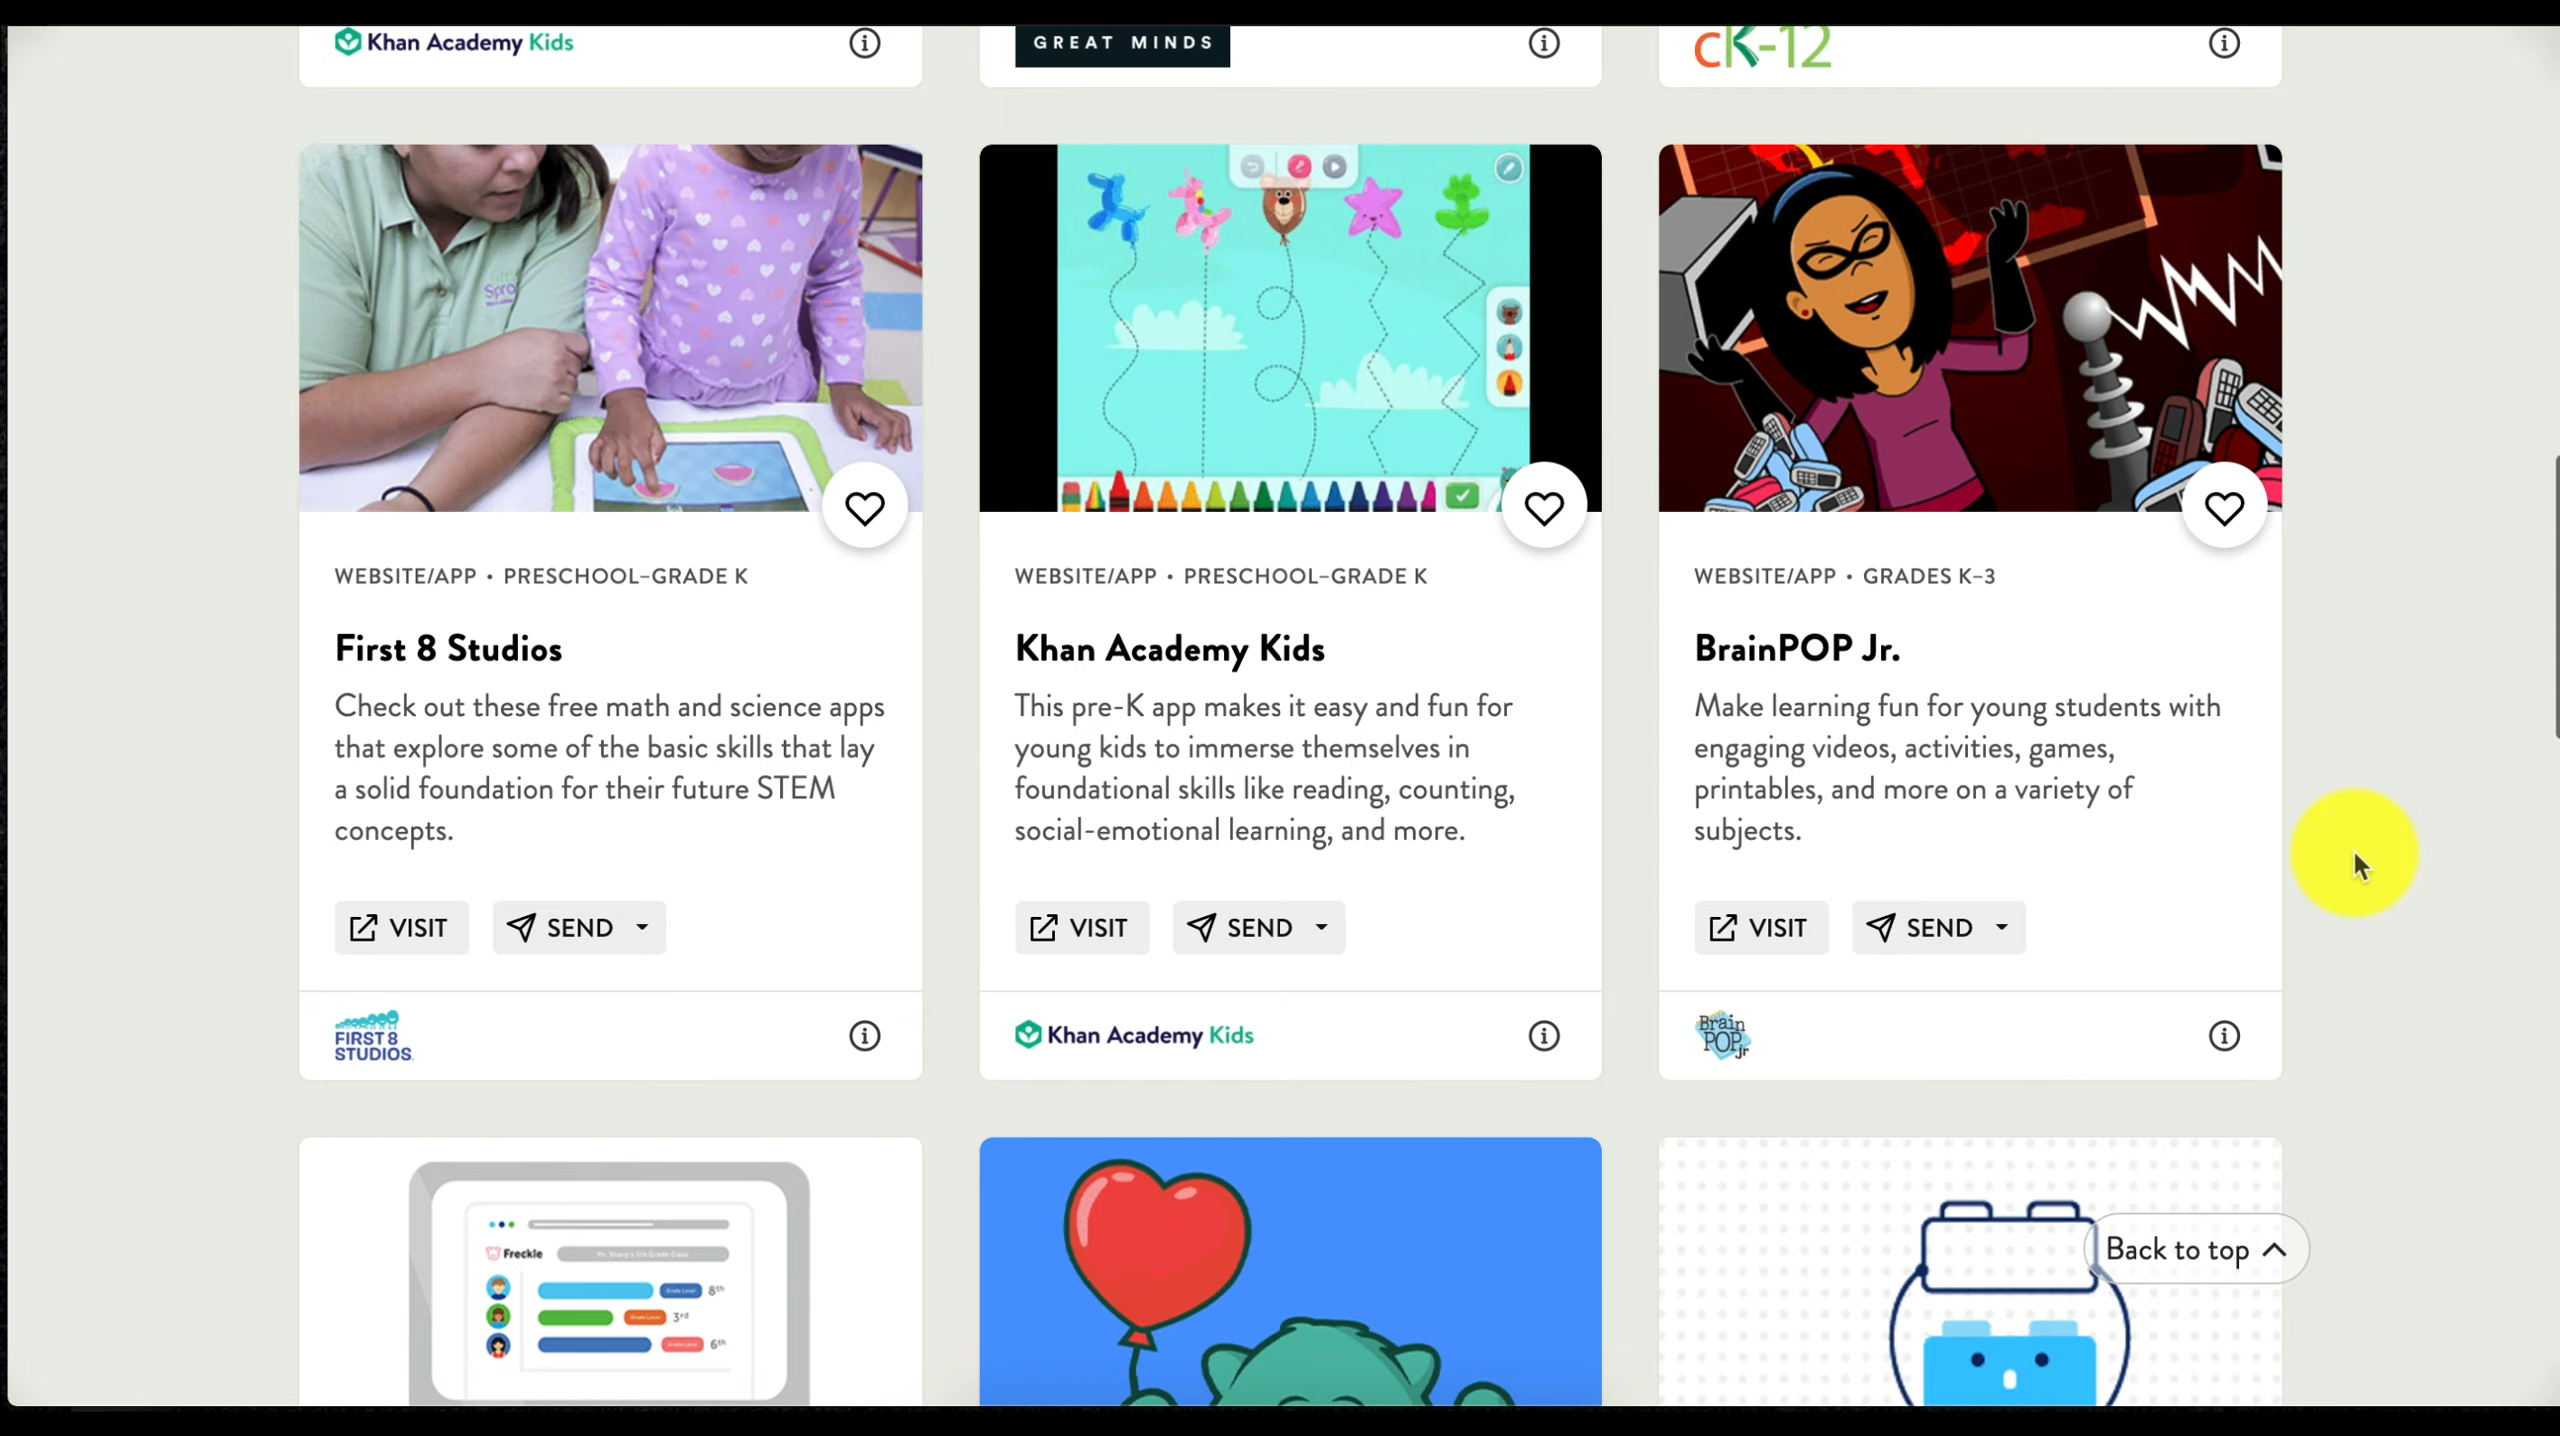 Khan Academy Kids
GREAT MINDS
cK-12
WEBSITE/APP • PRESCHOOL–GRADE K
First 8 Studios
Check out these free math and science apps
that explore some of the basic skills that lay
a solid foundation for their future STEM
concepts.
VISIT
SEND
FIRST 8
STUDIOS
WEBSITE/APP • PRESCHOOL–GRADE K
Khan Academy Kids
This pre-K app makes it easy and fun for
young kids to immerse themselves in
foundational skills like reading, counting,
social-emotional learning, and more.
VISIT
SEND
Khan Academy Kids
WEBSITE/APP • GRADES K–3
BrainPOP Jr.
Make learning fun for young students with
engaging videos, activities, games,
printables, and more on a variety of
subjects.
VISIT
SEND
Brain
POP jr
Freckle
8th
3rd
6th
Back to top